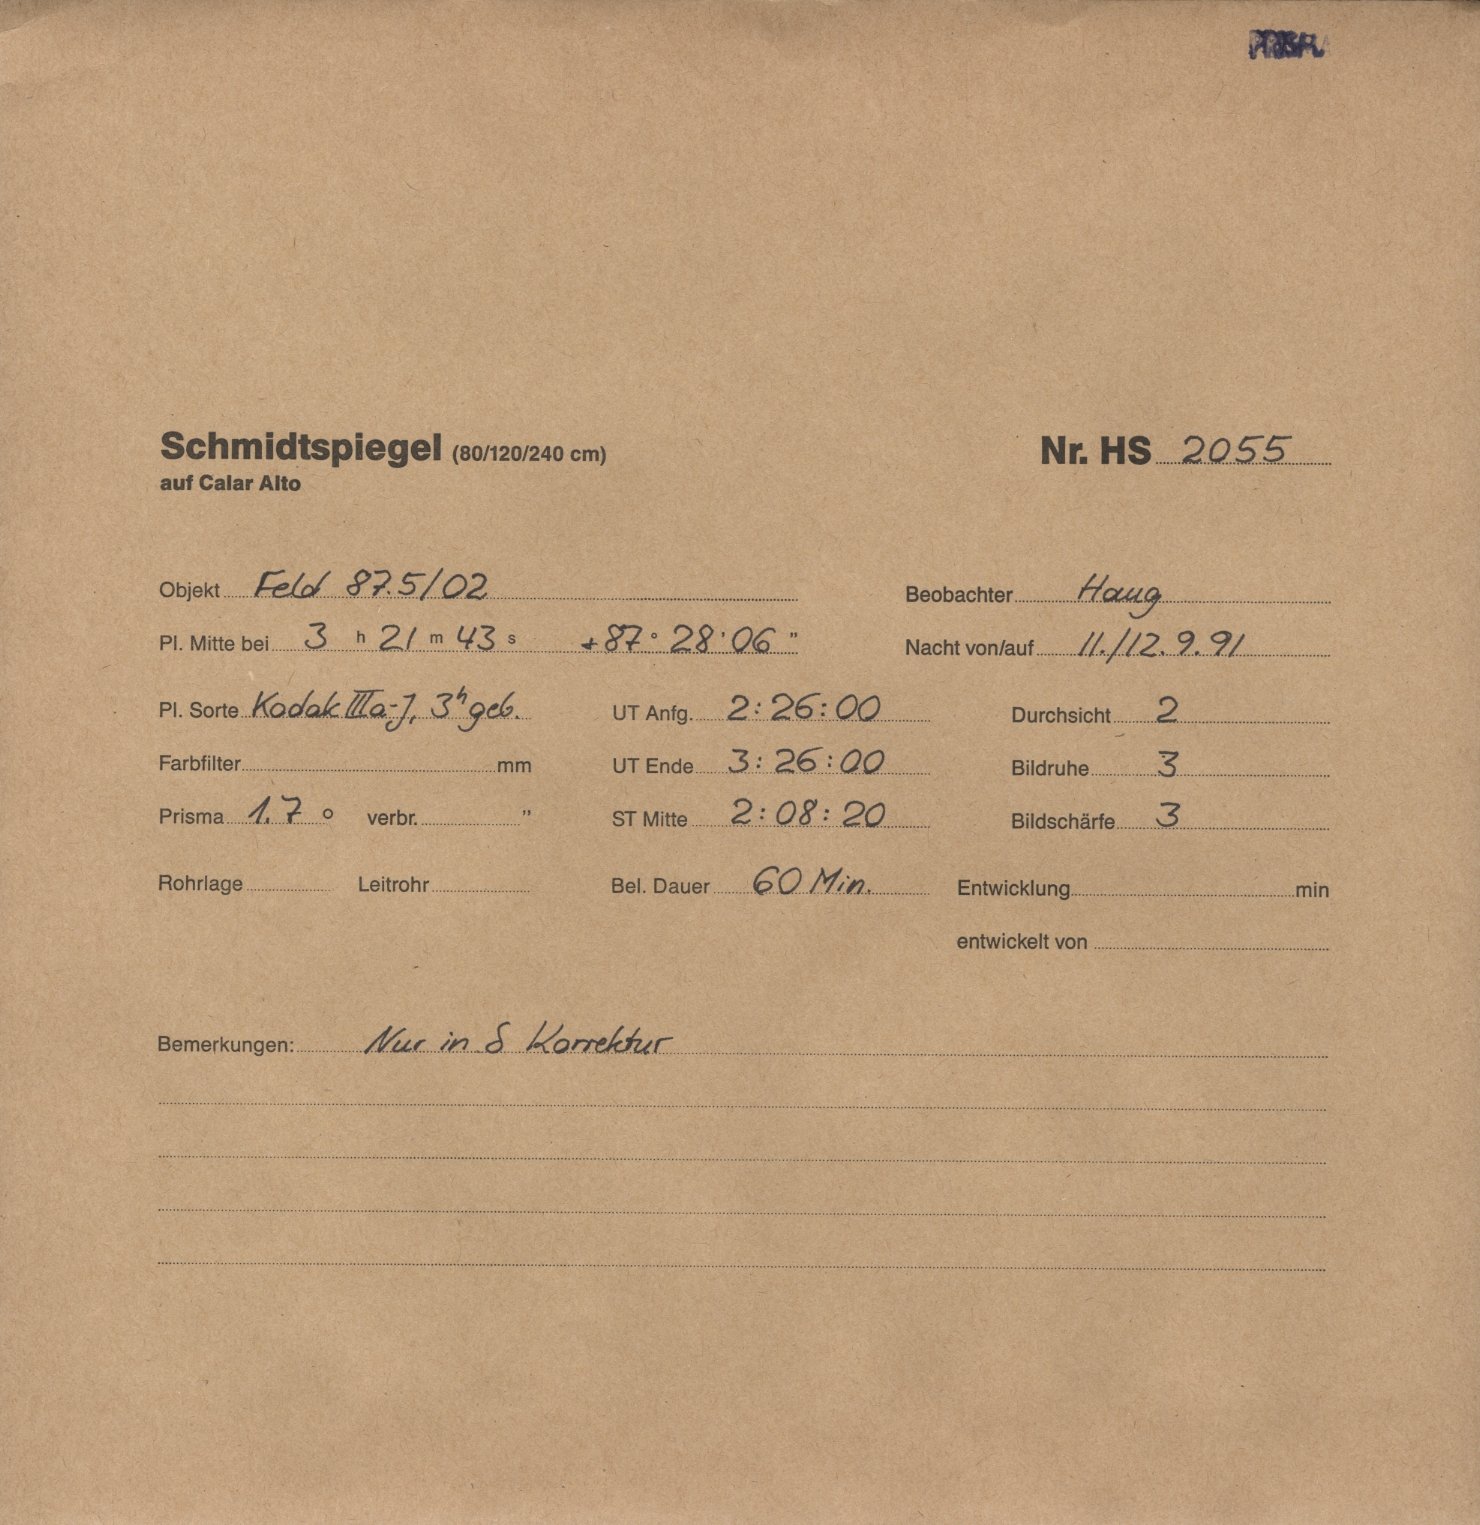 Schmidtspiegel (80/120/240 cm) Nr. HS 2055
auf Calar Alto
Objekt Feld 87.5/02 Beobachter Haug
Pl. Mitte bei 3 h 21 m 43 s +87° 28' 06" Nacht von/auf 11./12. 9. 91
Pl. Sorte Kodak IIIa-J, 3h geb. UT Anfg. 2:26:00 Durchsicht 2
Farbfilter mm UT Ende 3:26:00 Bildruhe 3
Prisma 1.7 ° verbr. " ST Mitte 2:08:20 Bildschärfe 3
Rohrlage Leitrohr Bel. Dauer 60 Min. Entwicklung min
entwickelt von
Bemerkungen: Nur in δ Korrektur